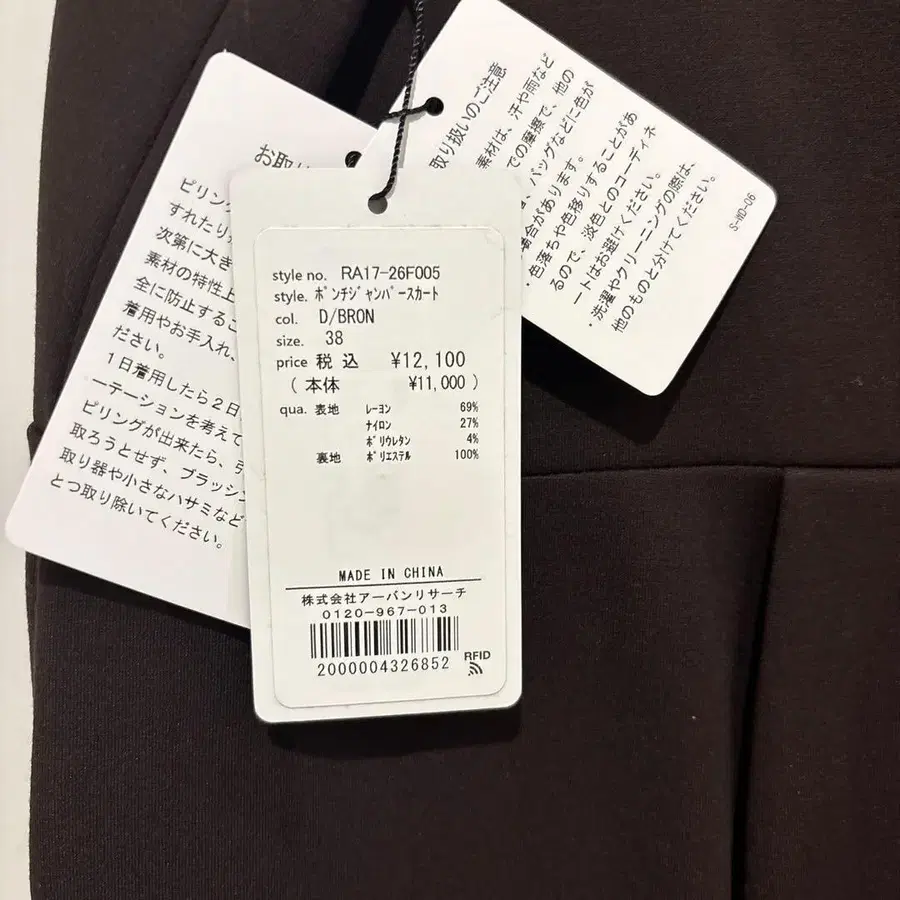 style no. RA17-26F005
style. ﾎﾟﾝﾁｼﾞｬﾝﾊﾟｰｽｶｰﾄ
col. D/BRON
size. 38
price 税 込 ¥12,100
( 本体 ¥11,000 )
qua. 表地 ﾚｰﾖﾝ 69%
ﾅｲﾛﾝ 27%
ﾎﾟﾘｳﾚﾀﾝ 4%
裏地 ﾎﾟﾘｴｽﾃﾙ 100%
MADE IN CHINA
株式会社アーバンリサーチ
0120-967-013
2000004326852
RFID
お取
ピリン
すれたり
次第に大き
素材の特性上
全に防止するこ
着用やお手入れ、
ださい。
1日着用したら2日
ーテーションを考えて
ピリングが出来たら、
取ろうとせず、ブラッシン
取り器や小さなハサミなど
とつ取り除いてください。
取り扱いのご注意
素材は、汗や雨など
での摩擦で、他の
バッグなどに色が
場合があります。
・色落ちや色移りすることがあ
るので、淡色とのコーディネ
ートはお避けください。
・洗濯やクリーニングの際は、
他のものと分けてください。
S-ND-06